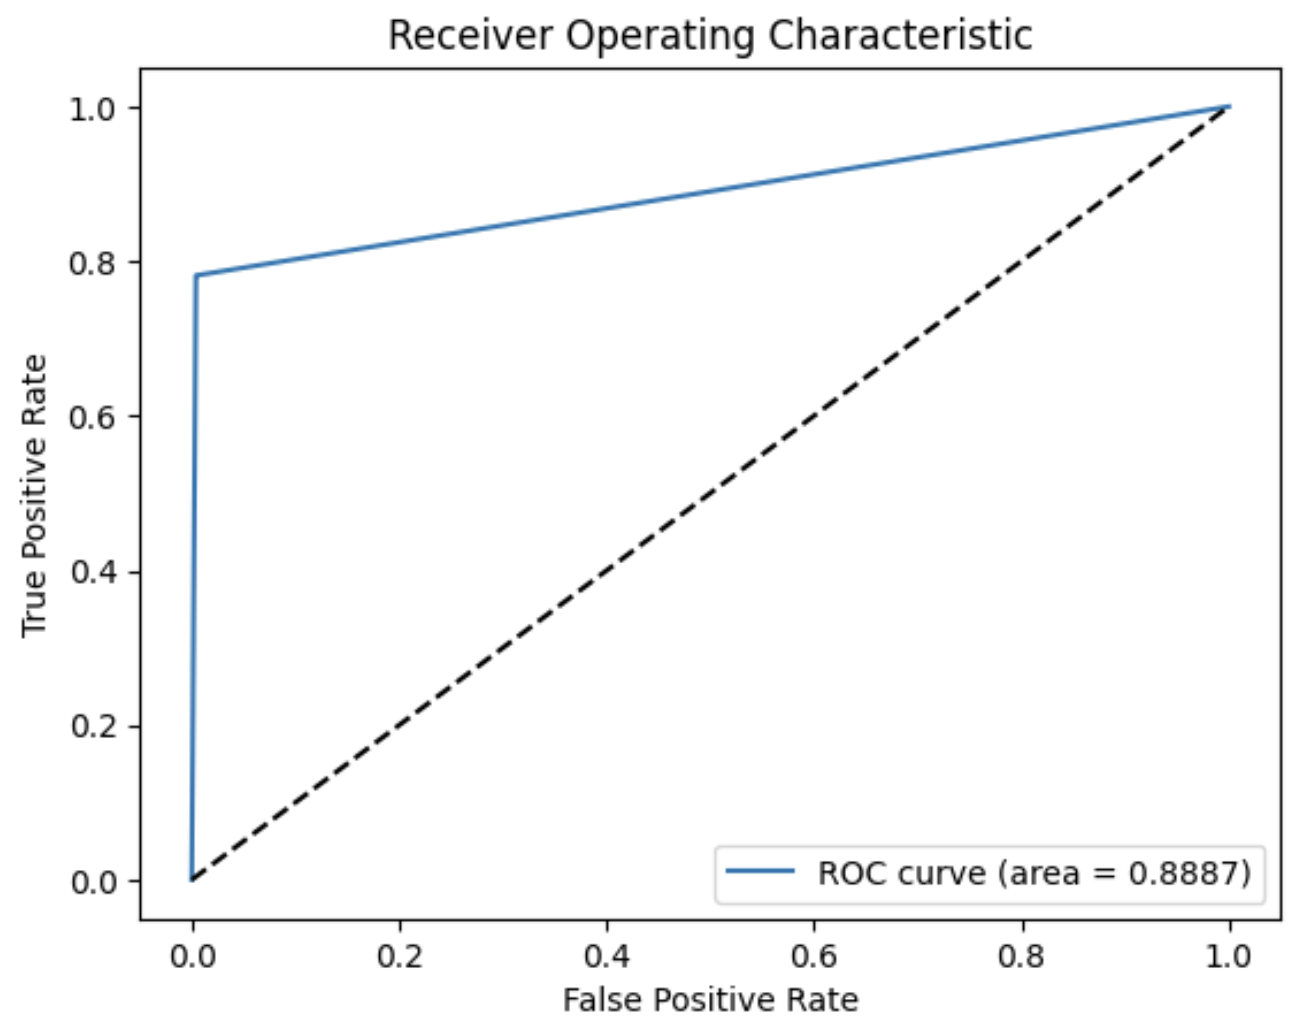 Receiver Operating Characteristic
1.0
0.8
0.6
0.4
0.2
0.0
True Positive Rate
ROC curve (area = 0.8887)
0.0 0.2 0.4 0.6 0.8 1.0
False Positive Rate